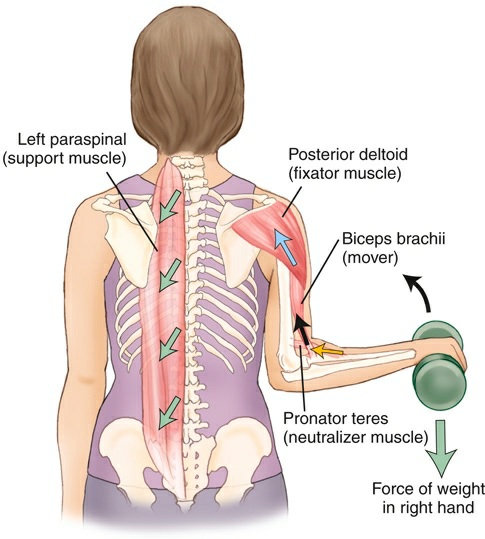 Left paraspinal
(support muscle)
Posterior deltoid
(fixator muscle)
Biceps brachii
(mover)
Pronator teres
(neutralizer muscle)
Force of weight
in right hand